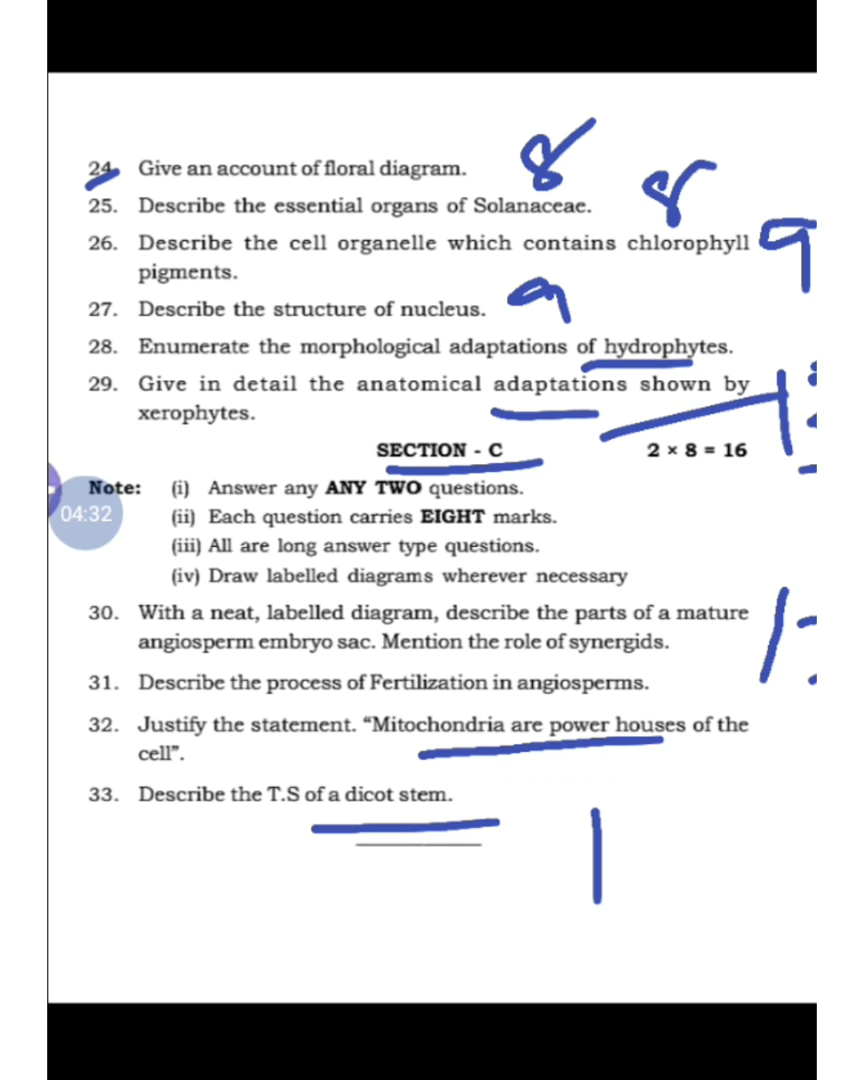 24. Give an account of floral diagram. 8
25. Describe the essential organs of Solanaceae. 8
26. Describe the cell organelle which contains chlorophyll 9
pigments.
27. Describe the structure of nucleus. 9
28. Enumerate the morphological adaptations of hydrophytes.
29. Give in detail the anatomical adaptations shown by
xerophytes.
SECTION - C 2 × 8 = 16
Note: (i) Answer any ANY TWO questions.
04:32 (ii) Each question carries EIGHT marks.
(iii) All are long answer type questions.
(iv) Draw labelled diagrams wherever necessary
30. With a neat, labelled diagram, describe the parts of a mature
angiosperm embryo sac. Mention the role of synergids.
31. Describe the process of Fertilization in angiosperms.
32. Justify the statement. “Mitochondria are power houses of the
cell”.
33. Describe the T.S of a dicot stem.
1